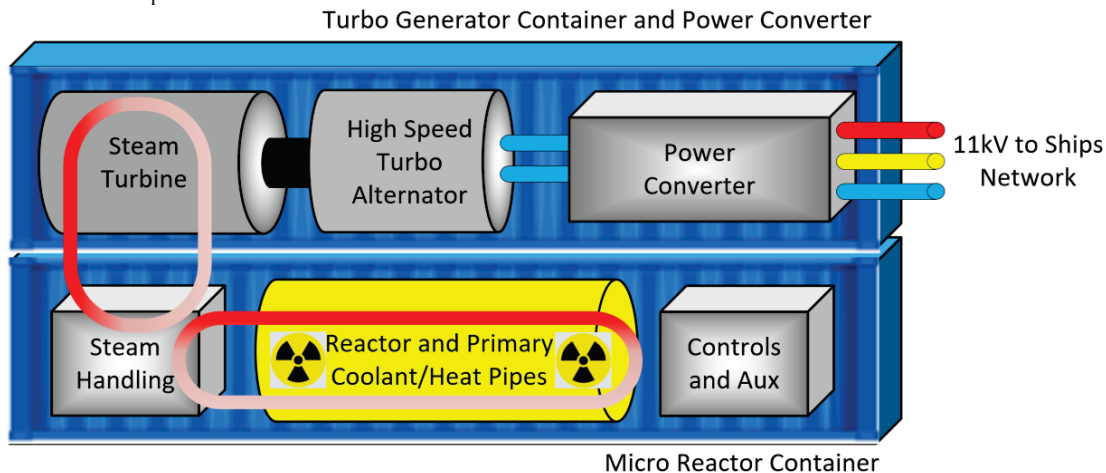 Turbo Generator Container and Power Converter
Steam
Turbine
High Speed
Turbo
Alternator
Power
Converter
11kV to Ships
Network
Steam
Handling
Reactor and Primary
Coolant/Heat Pipes
Controls
and Aux
Micro Reactor Container